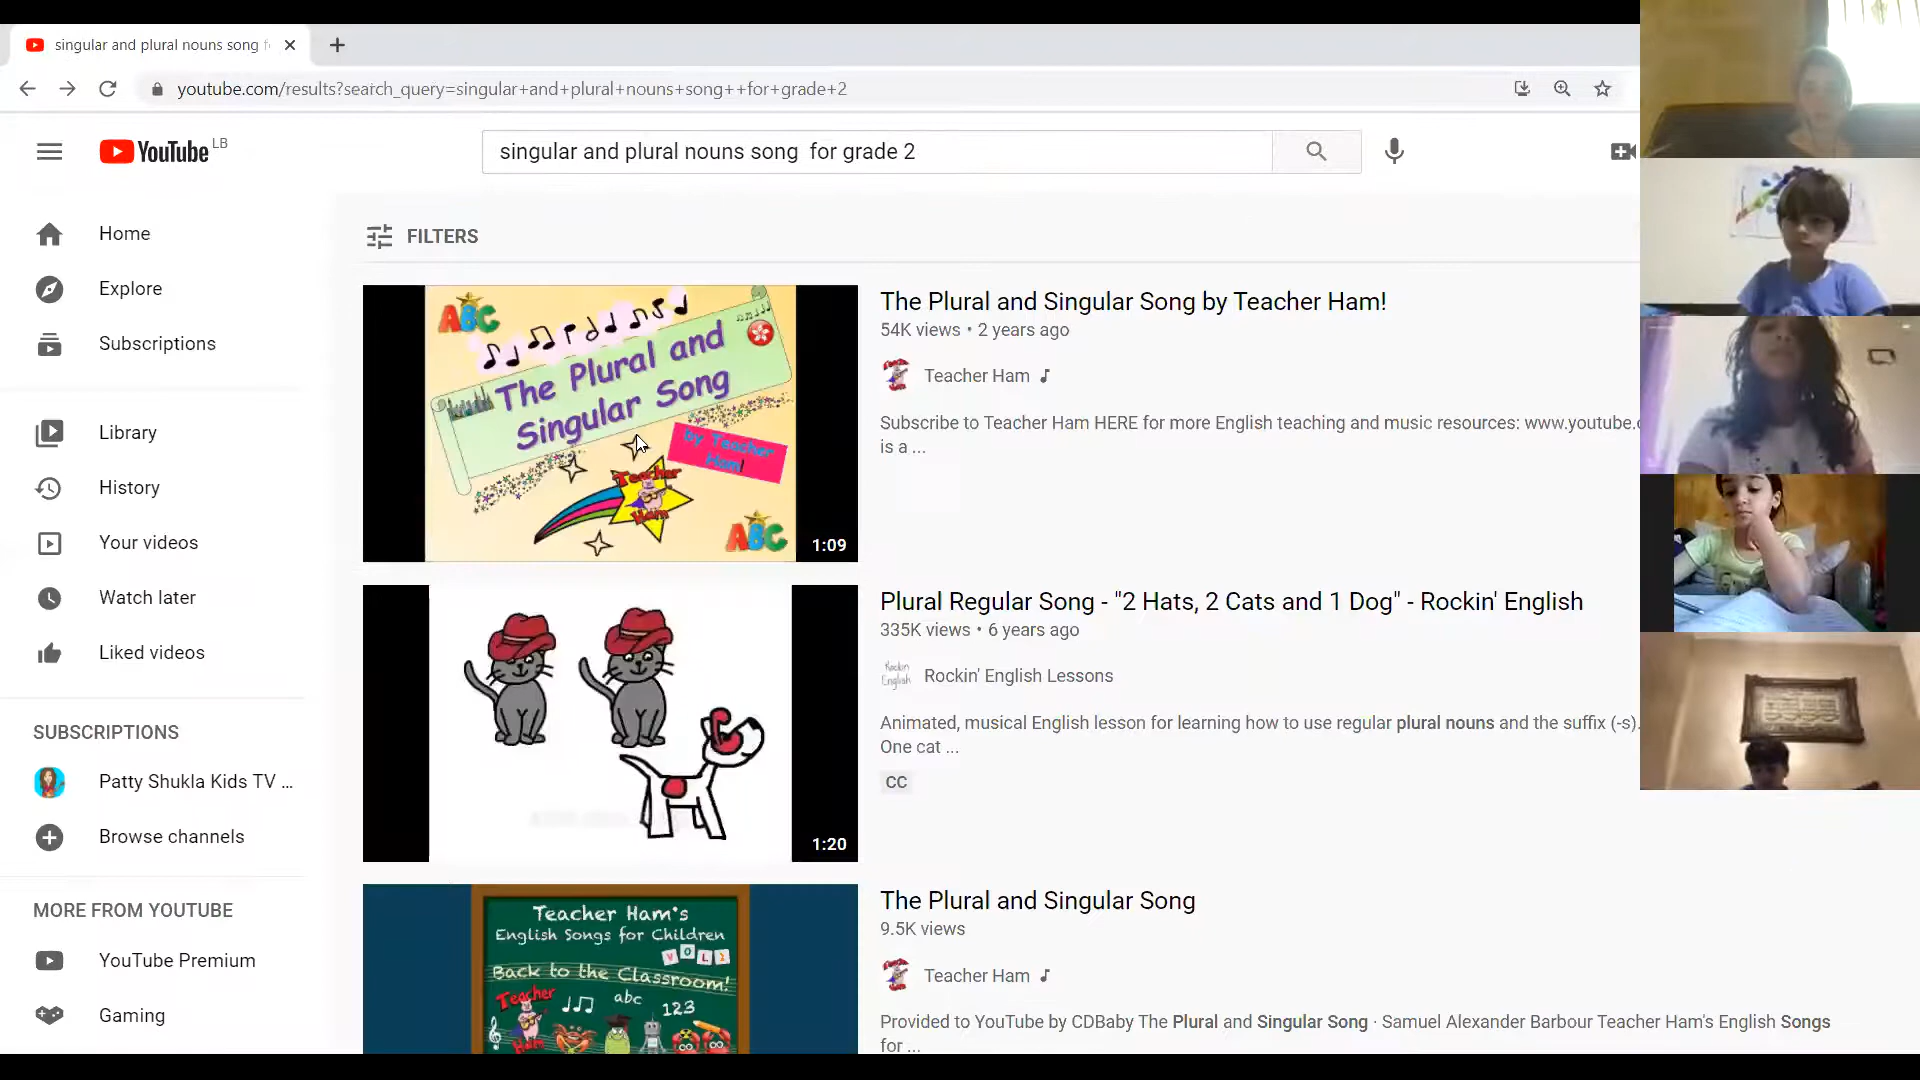 singular and plural nouns song f
youtube.com/results?search_query=singular+and+plural+nouns+song++for+grade+2
YouTube LB
singular and plural nouns song  for grade 2
Home
Explore
Subscriptions
Library
History
Your videos
Watch later
Liked videos
SUBSCRIPTIONS
Patty Shukla Kids TV ...
Browse channels
MORE FROM YOUTUBE
YouTube Premium
Gaming
FILTERS
ABC
The Plural and
Singular Song
by Teacher
Ham!
Teacher
Ham
ABC
1:09
The Plural and Singular Song by Teacher Ham!
54K views • 2 years ago
Teacher Ham
Subscribe to Teacher Ham HERE for more English teaching and music resources: www.youtube.c
is a ...
1:20
Plural Regular Song - "2 Hats, 2 Cats and 1 Dog" - Rockin' English
335K views • 6 years ago
Rockin English
Rockin' English Lessons
Animated, musical English lesson for learning how to use regular plural nouns and the suffix (-s).
One cat ...
CC
Teacher Ham's
English Songs for Children
VOL1
Back to the Classroom!
Teacher
Ham
abc
123
The Plural and Singular Song
9.5K views
Teacher Ham
Provided to YouTube by CDBaby The Plural and Singular Song · Samuel Alexander Barbour Teacher Ham's English Songs
for ...